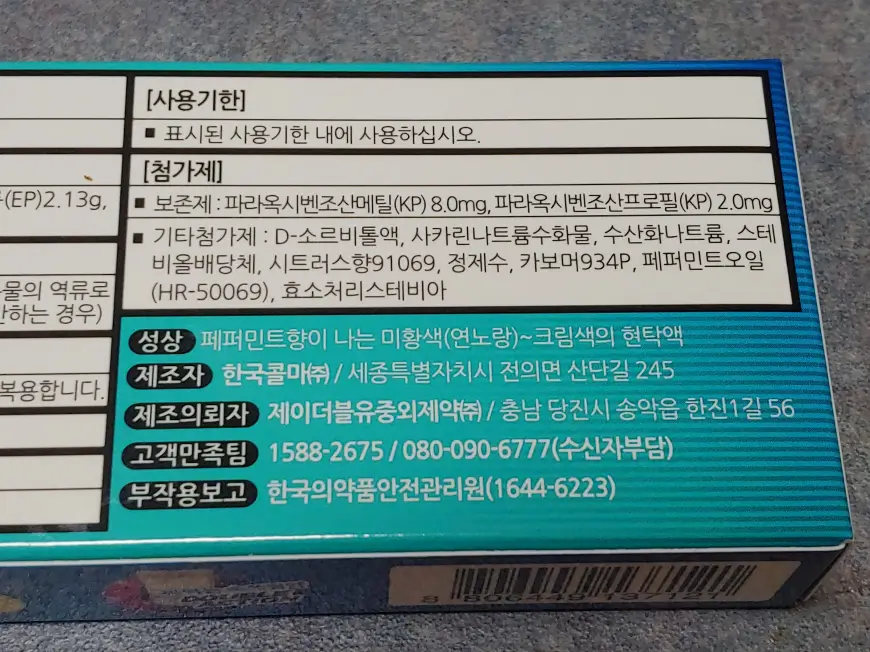 [사용기한]
■ 표시된 사용기한 내에 사용하십시오.
[첨가제]
(EP)2.13g,
■ 보존제 : 파라옥시벤조산메틸(KP) 8.0mg, 파라옥시벤조산프로필(KP) 2.0mg
■ 기타첨가제 : D-소르비톨액, 사카린나트륨수화물, 수산화나트륨, 스테
비올배당체, 시트러스향91069, 정제수, 카보머934P, 페퍼민트오일
(HR-50069), 효소처리스테비아
물의 역류로
하는 경우)
복용합니다.
성상 페퍼민트향이 나는 미황색(연노랑)~크림색의 현탁액
제조자 한국콜마㈜ / 세종특별자치시 전의면 산단길 245
제조의뢰자 제이더블유중외제약㈜ / 충남 당진시 송악읍 한진1길 56
고객만족팀 1588-2675 / 080-090-6777(수신자부담)
부작용보고 한국의약품안전관리원(1644-6223)